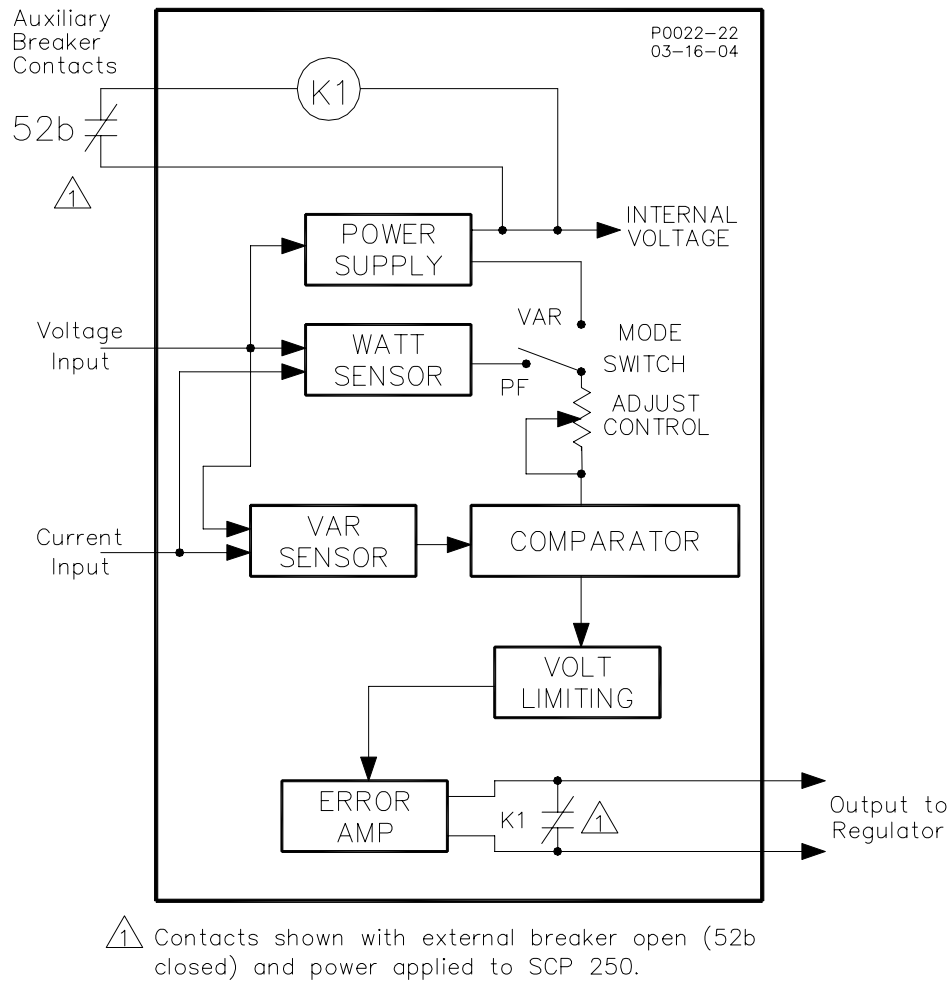 Auxiliary
Breaker
Contacts
P0022-22
03-16-04
K1
52b
1
POWER
SUPPLY
INTERNAL
VOLTAGE
VAR
MODE
SWITCH
Voltage
Input
WATT
SENSOR
PF
ADJUST
CONTROL
Current
Input
VAR
SENSOR
COMPARATOR
VOLT
LIMITING
ERROR
AMP
K1
1
Output to
Regulator
1 Contacts shown with external breaker open (52b
closed) and power applied to SCP 250.